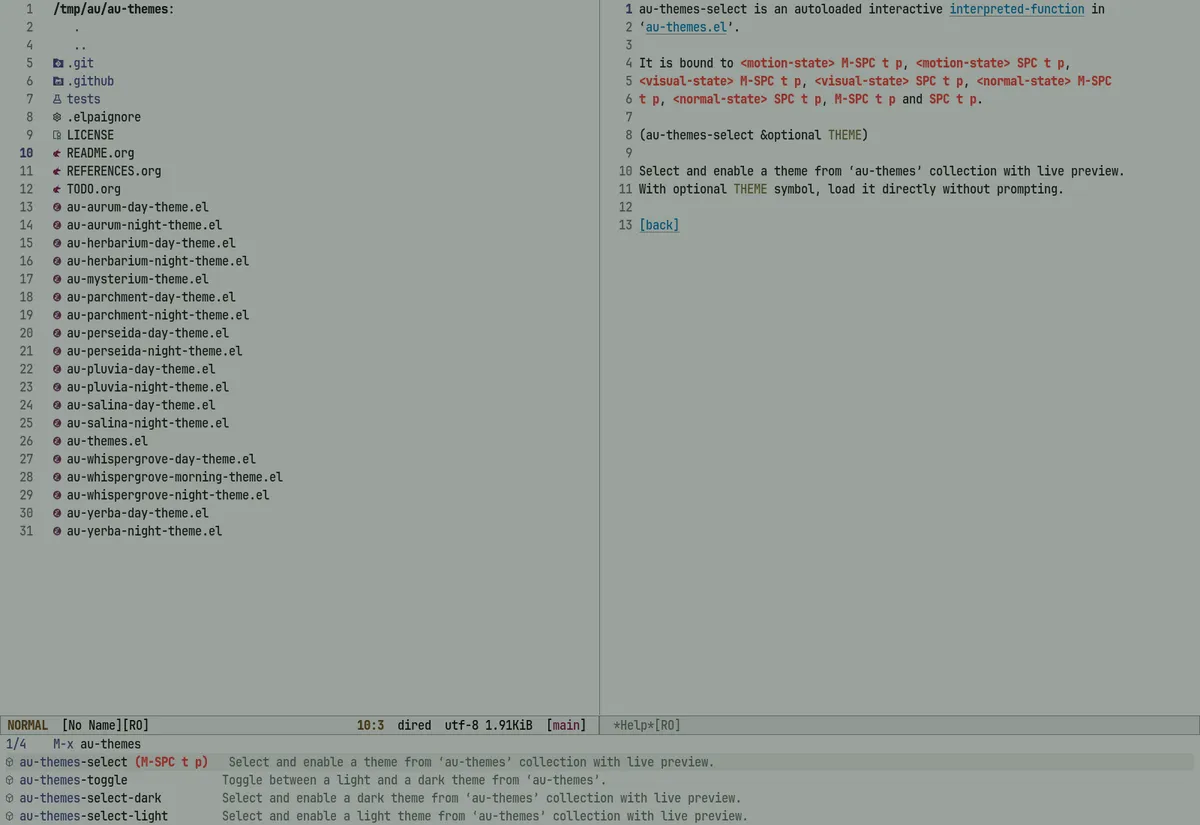 1 /tmp/au/au-themes:
2 .
4 ..
5 .git
6 .github
7 tests
8 .elpaignore
9 LICENSE
10 README.org
11 REFERENCES.org
12 TODO.org
13 au-aurum-day-theme.el
14 au-aurum-night-theme.el
15 au-herbarium-day-theme.el
16 au-herbarium-night-theme.el
17 au-mysterium-theme.el
18 au-parchment-day-theme.el
19 au-parchment-night-theme.el
20 au-perseida-day-theme.el
21 au-perseida-night-theme.el
22 au-pluvia-day-theme.el
23 au-pluvia-night-theme.el
24 au-salina-day-theme.el
25 au-salina-night-theme.el
26 au-themes.el
27 au-whispergrove-day-theme.el
28 au-whispergrove-morning-theme.el
29 au-whispergrove-night-theme.el
30 au-yerba-day-theme.el
31 au-yerba-night-theme.el
1 au-themes-select is an autoloaded interactive interpreted-function in
2 ‘au-themes.el‘.
3
4 It is bound to <motion-state> M-SPC t p, <motion-state> SPC t p,
5 <visual-state> M-SPC t p, <visual-state> SPC t p, <normal-state> M-SPC
6 t p, <normal-state> SPC t p, M-SPC t p and SPC t p.
7
8 (au-themes-select &optional THEME)
9
10 Select and enable a theme from ‘au-themes’ collection with live preview.
11 With optional THEME symbol, load it directly without prompting.
12
13 [back]
NORMAL [No Name][RO] 10:3 dired utf-8 1.91KiB [main] *Help*[RO]
1/4 M-x au-themes
au-themes-select (M-SPC t p) Select and enable a theme from ‘au-themes’ collection with live preview.
au-themes-toggle Toggle between a light and a dark theme from ‘au-themes’.
au-themes-select-dark Select and enable a dark theme from ‘au-themes’ collection with live preview.
au-themes-select-light Select and enable a light theme from ‘au-themes’ collection with live preview.